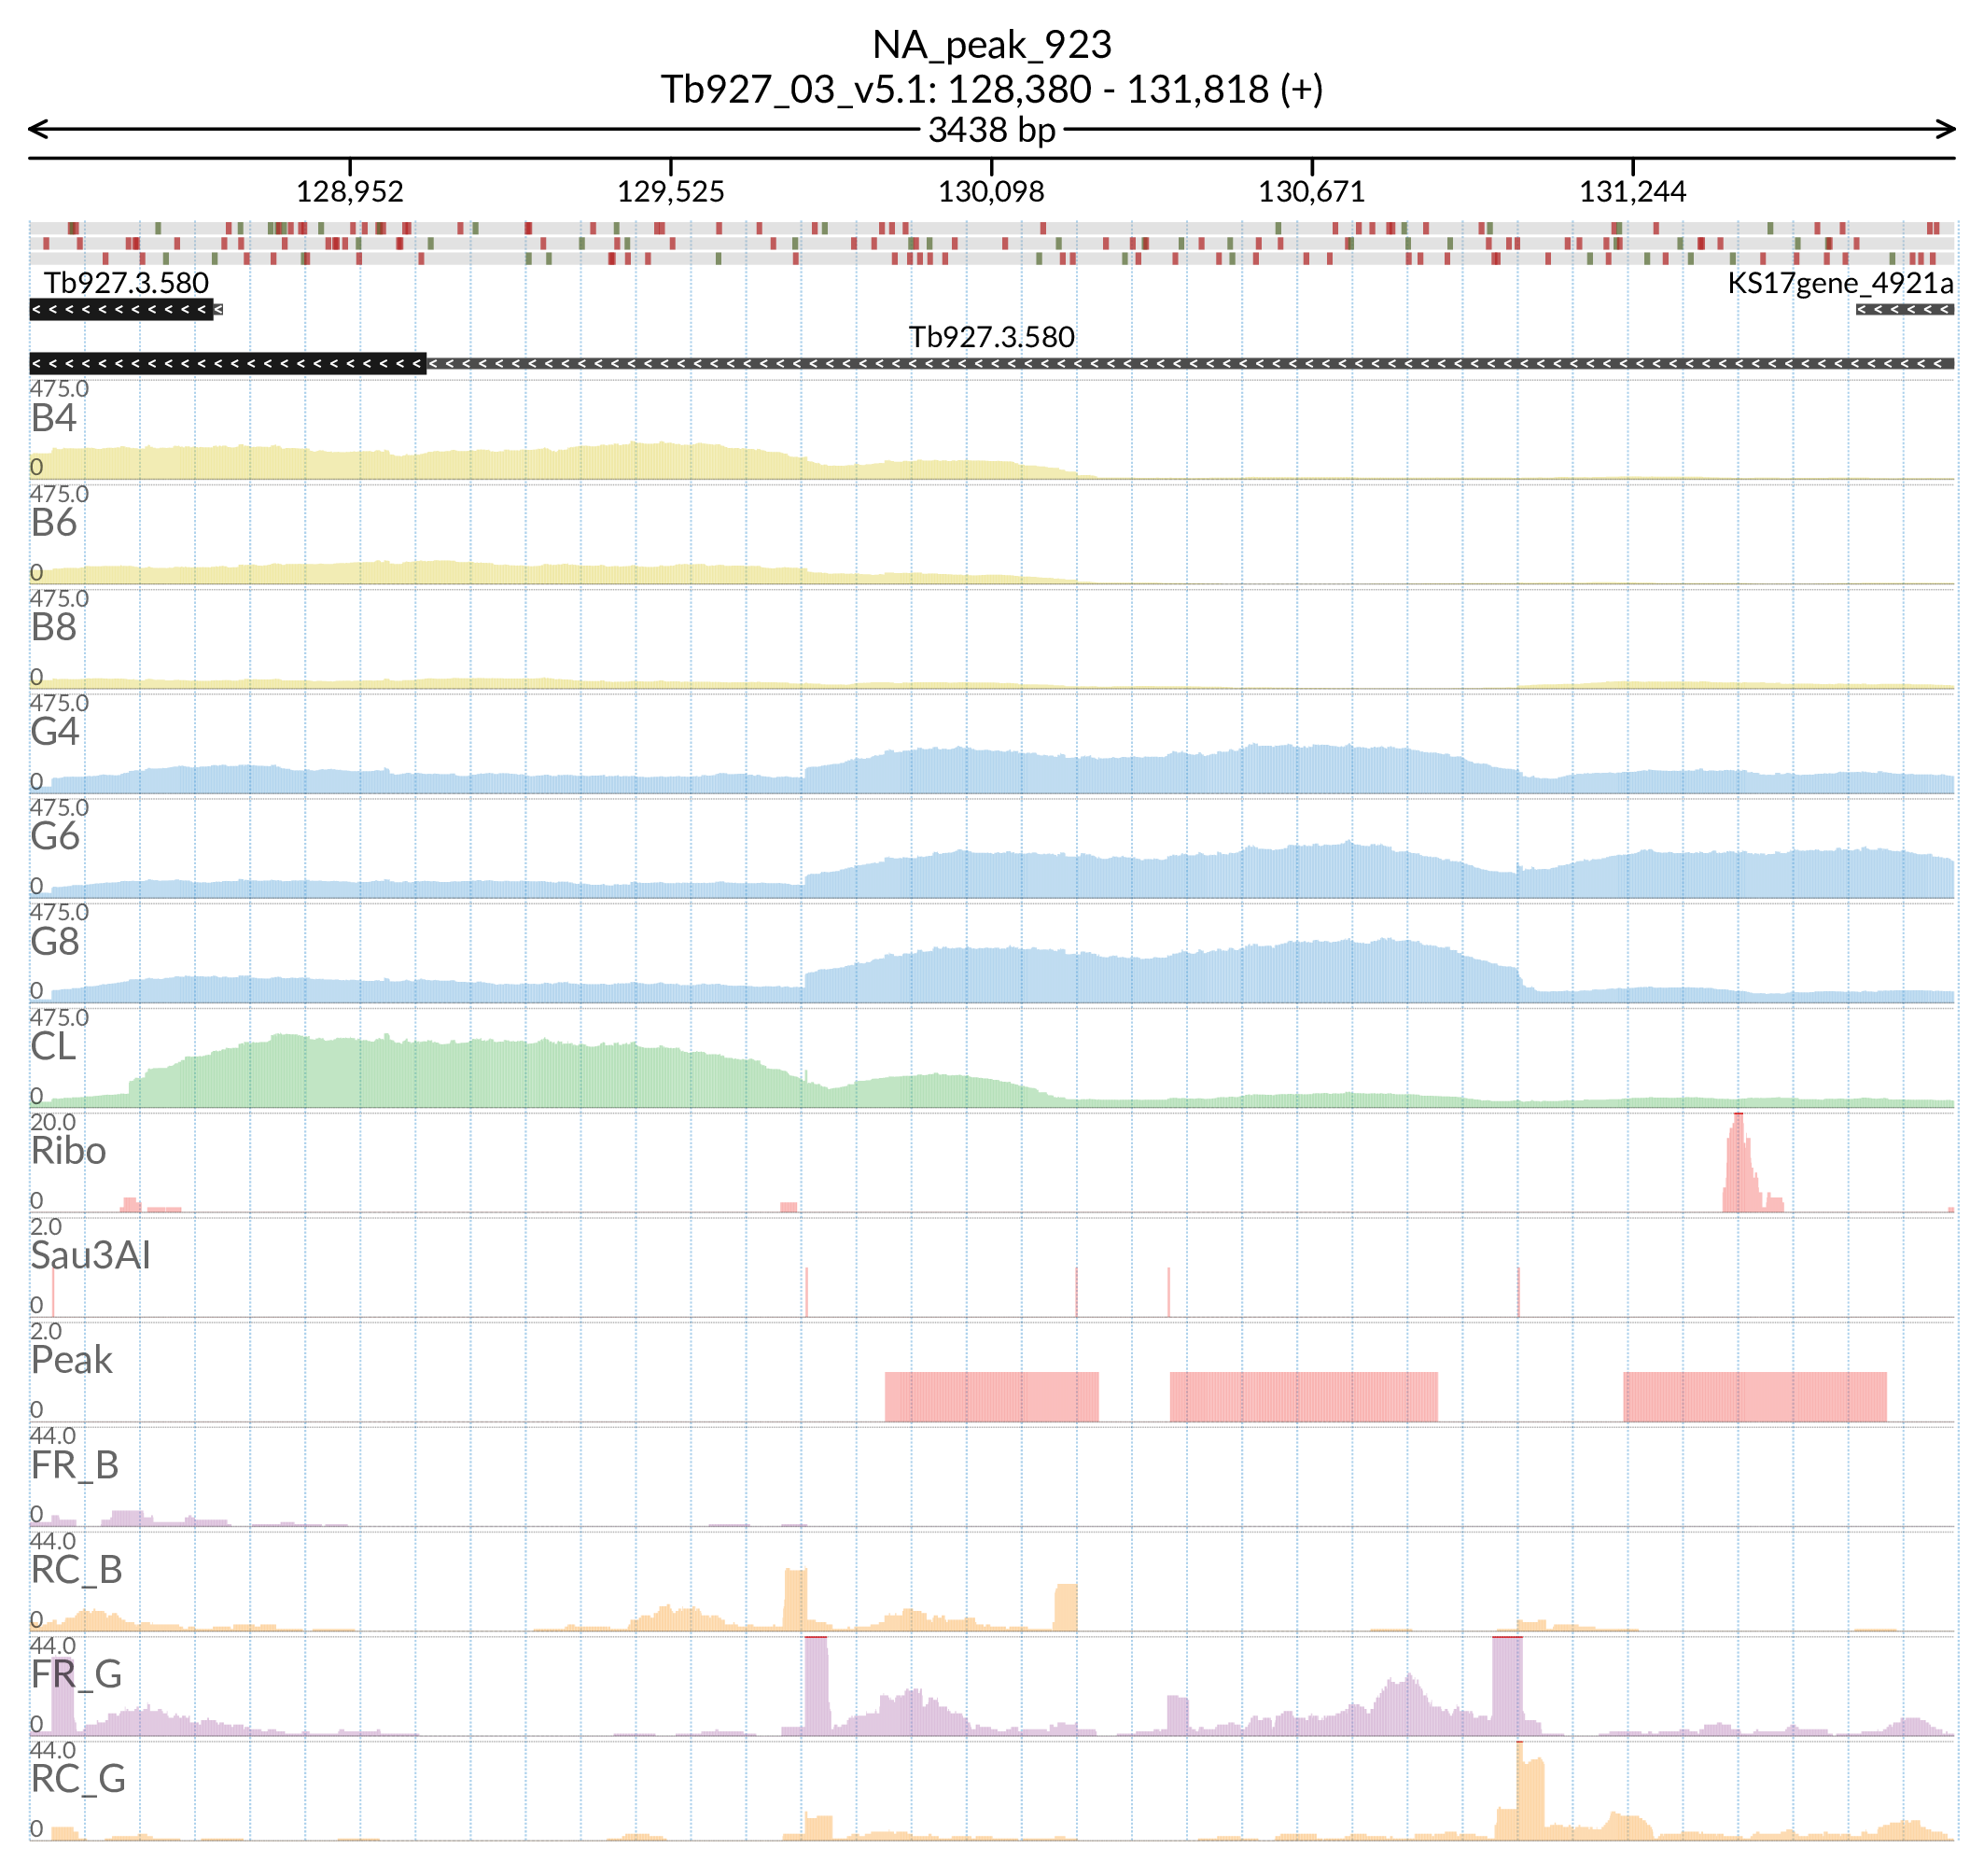 NA_peak_923
Tb927_03_v5.1: 128,380 - 131,818 (+)
3438 bp
128,952 129,525 130,098 130,671 131,244
Tb927.3.580 KS17gene_4921a
Tb927.3.580
475.0
B4
0
475.0
B6
0
475.0
B8
0
475.0
G4
0
475.0
G6
0
475.0
G8
0
475.0
CL
0
20.0
Ribo
0
2.0
Sau3AI
0
2.0
Peak
0
44.0
FR_B
0
44.0
RC_B
0
44.0
FR_G
0
44.0
RC_G
0